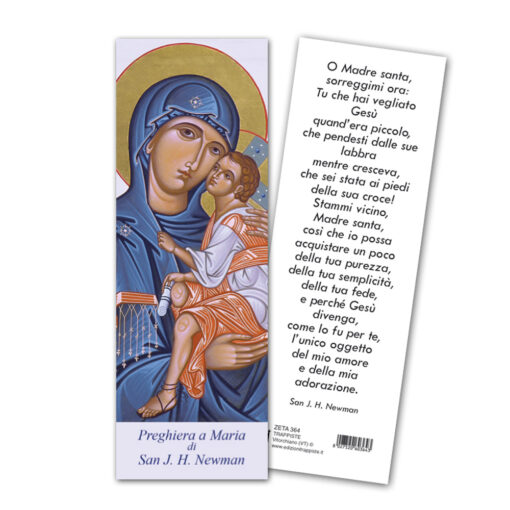 Preghiera a Maria
di
San J. H. Newman
O Madre santa,
sorreggimi ora:
Tu che hai vegliato
Gesù
quand'era piccolo,
che pendesti dalle sue
labbra
mentre cresceva,
che sei stata ai piedi
della sua croce!
Stammi vicino,
Madre santa,
così che io possa
acquistare un poco
della tua purezza,
della tua semplicità,
della tua fede,
e perché Gesù
divenga,
come lo fu per te,
l'unico oggetto
del mio amore
e della mia
adorazione.
San J. H. Newman
ZETA 364
TRAPPISTE
Vitorchiano (VT) ©
www.edizionitrappiste.it